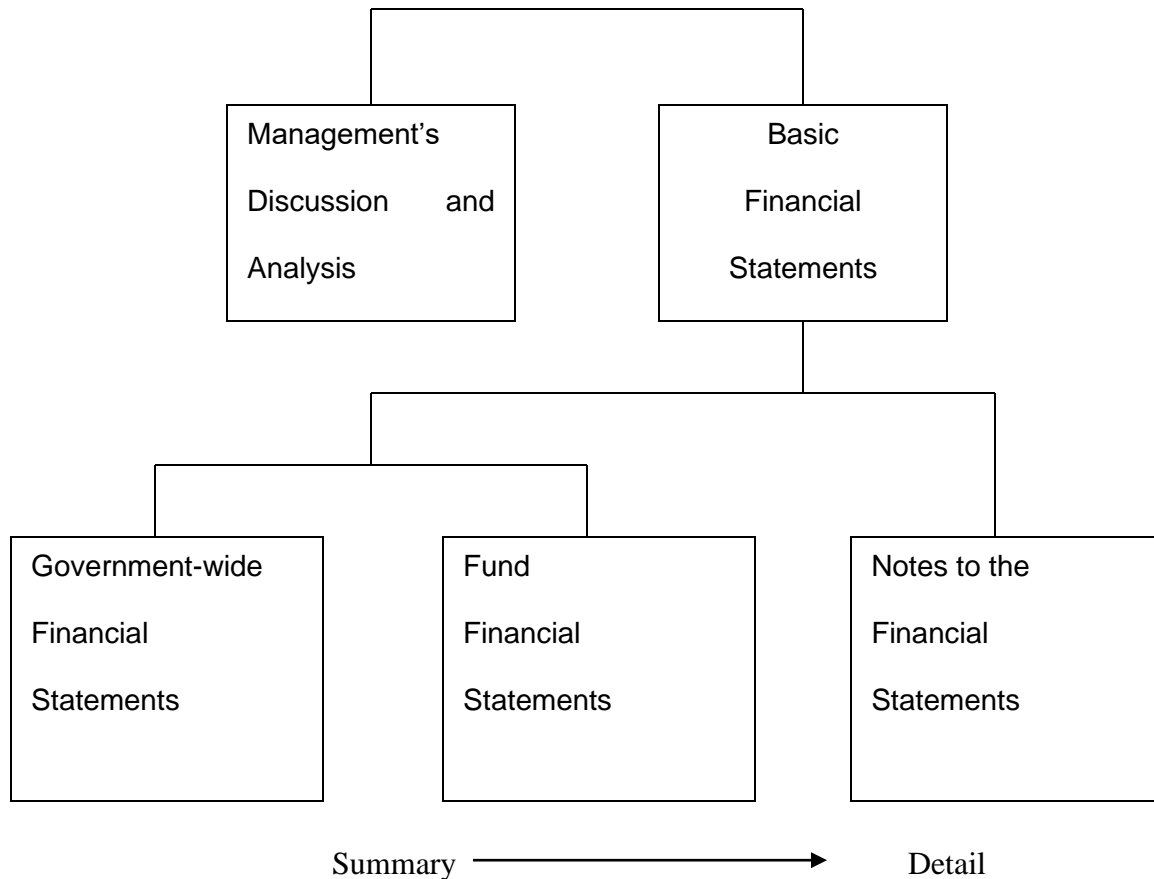 Management’s
Discussion and
Analysis
Basic
Financial
Statements
Government-wide
Financial
Statements
Fund
Financial
Statements
Notes to the
Financial
Statements
Summary Detail